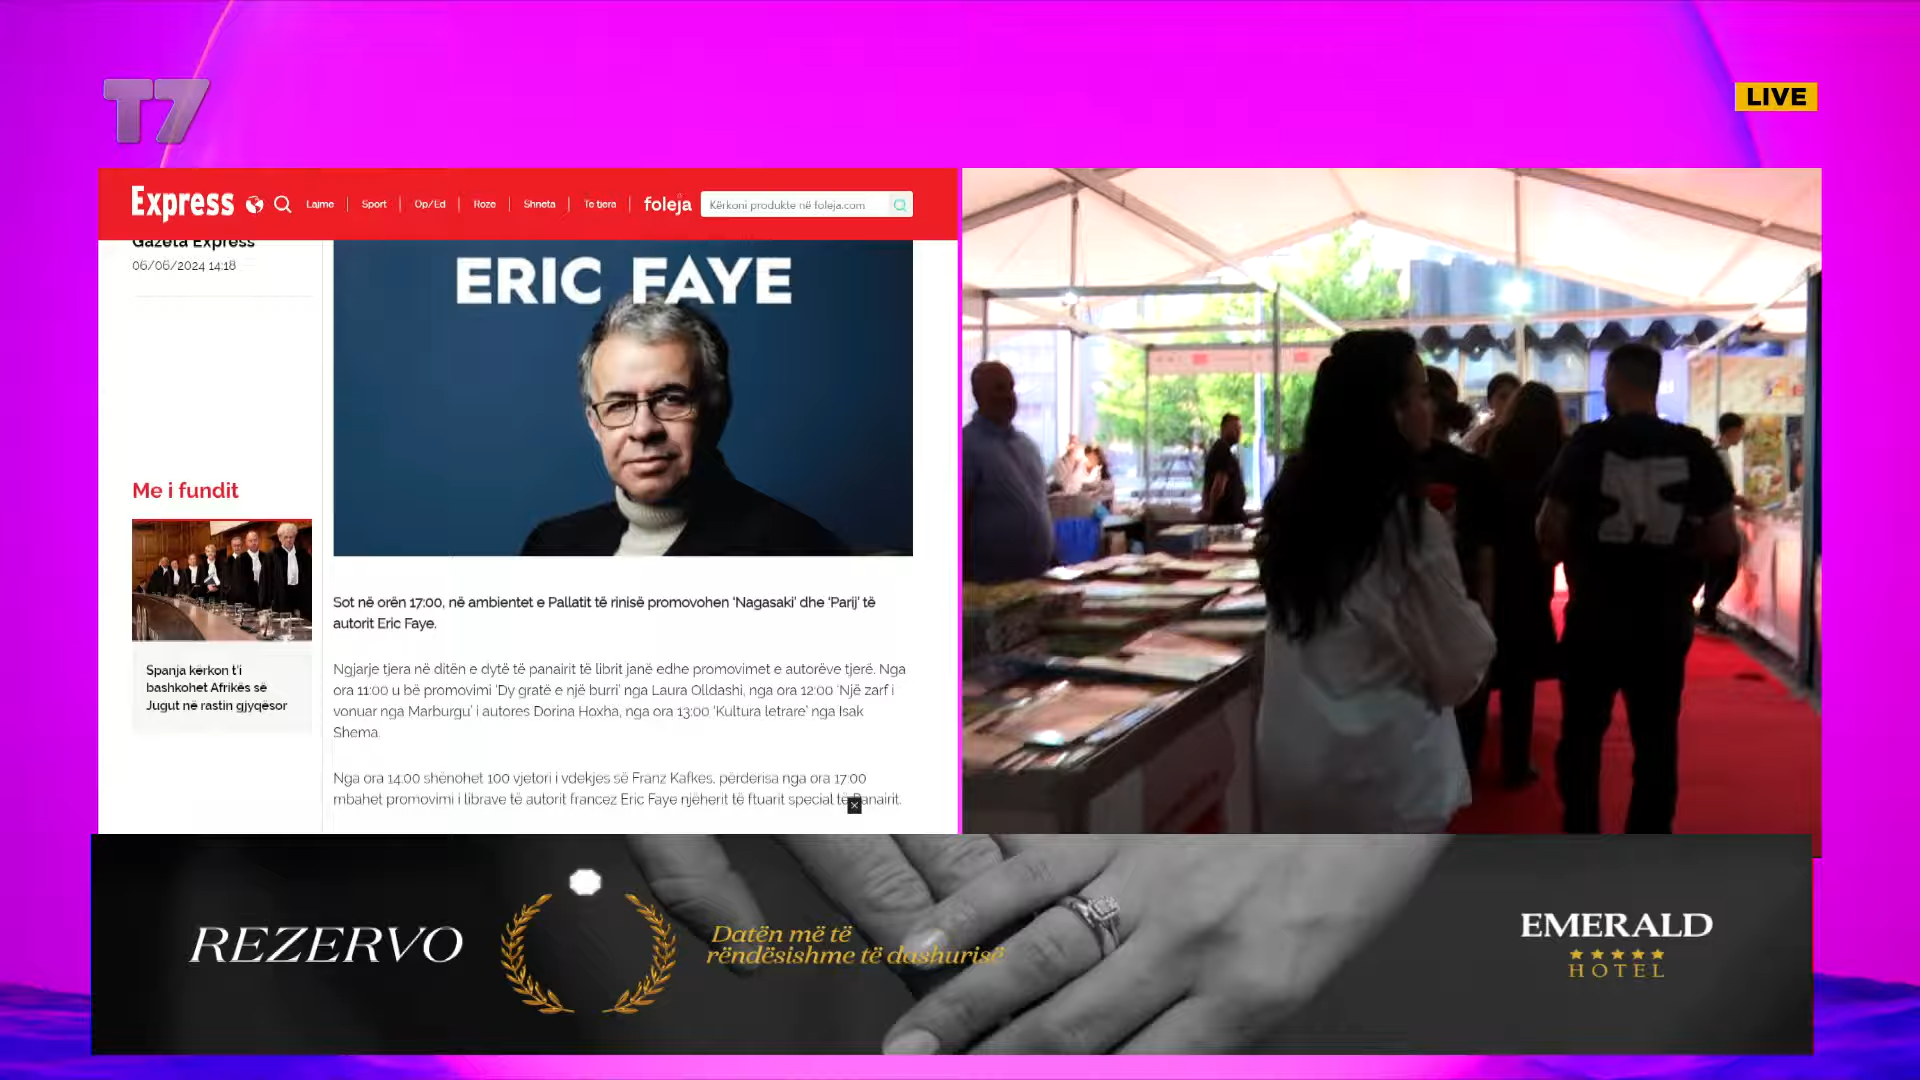 T7
LIVE
Express
Lajme
Sport
Op/Ed
Roze
Shneta
Te tjera
foleja
Kërkoni produkte në foleja.com
Gazeta Express
06/06/2024 14:18
ERIC FAYE
Me i fundit
Spanja kërkon t'i
bashkohet Afrikës së
Jugut në rastin gjyqësor
Sot në orën 17:00, në ambientet e Pallatit të rinisë promovohen 'Nagasaki' dhe 'Parij' të
autorit Eric Faye.
Ngjarje tjera në ditën e dytë të panairit të librit janë edhe promovimet e autorëve tjerë. Nga
ora 11:00 u bë promovimi 'Dy gratë e një burri' nga Laura Olldashi, nga ora 12:00 'Një zarf i
vonuar nga Marburgu' i autores Dorina Hoxha, nga ora 13:00 'Kultura letrare' nga Isak
Shema.
Nga ora 14:00 shënohet 100 vjetori i vdekjes së Franz Kafkes, përderisa nga ora 17:00
mbahet promovimi i librave të autorit francez Eric Faye njëherit të ftuarit special të Panairit.
REZERVO
Datën më të
rëndësishme të dashurisë
EMERALD
HOTEL